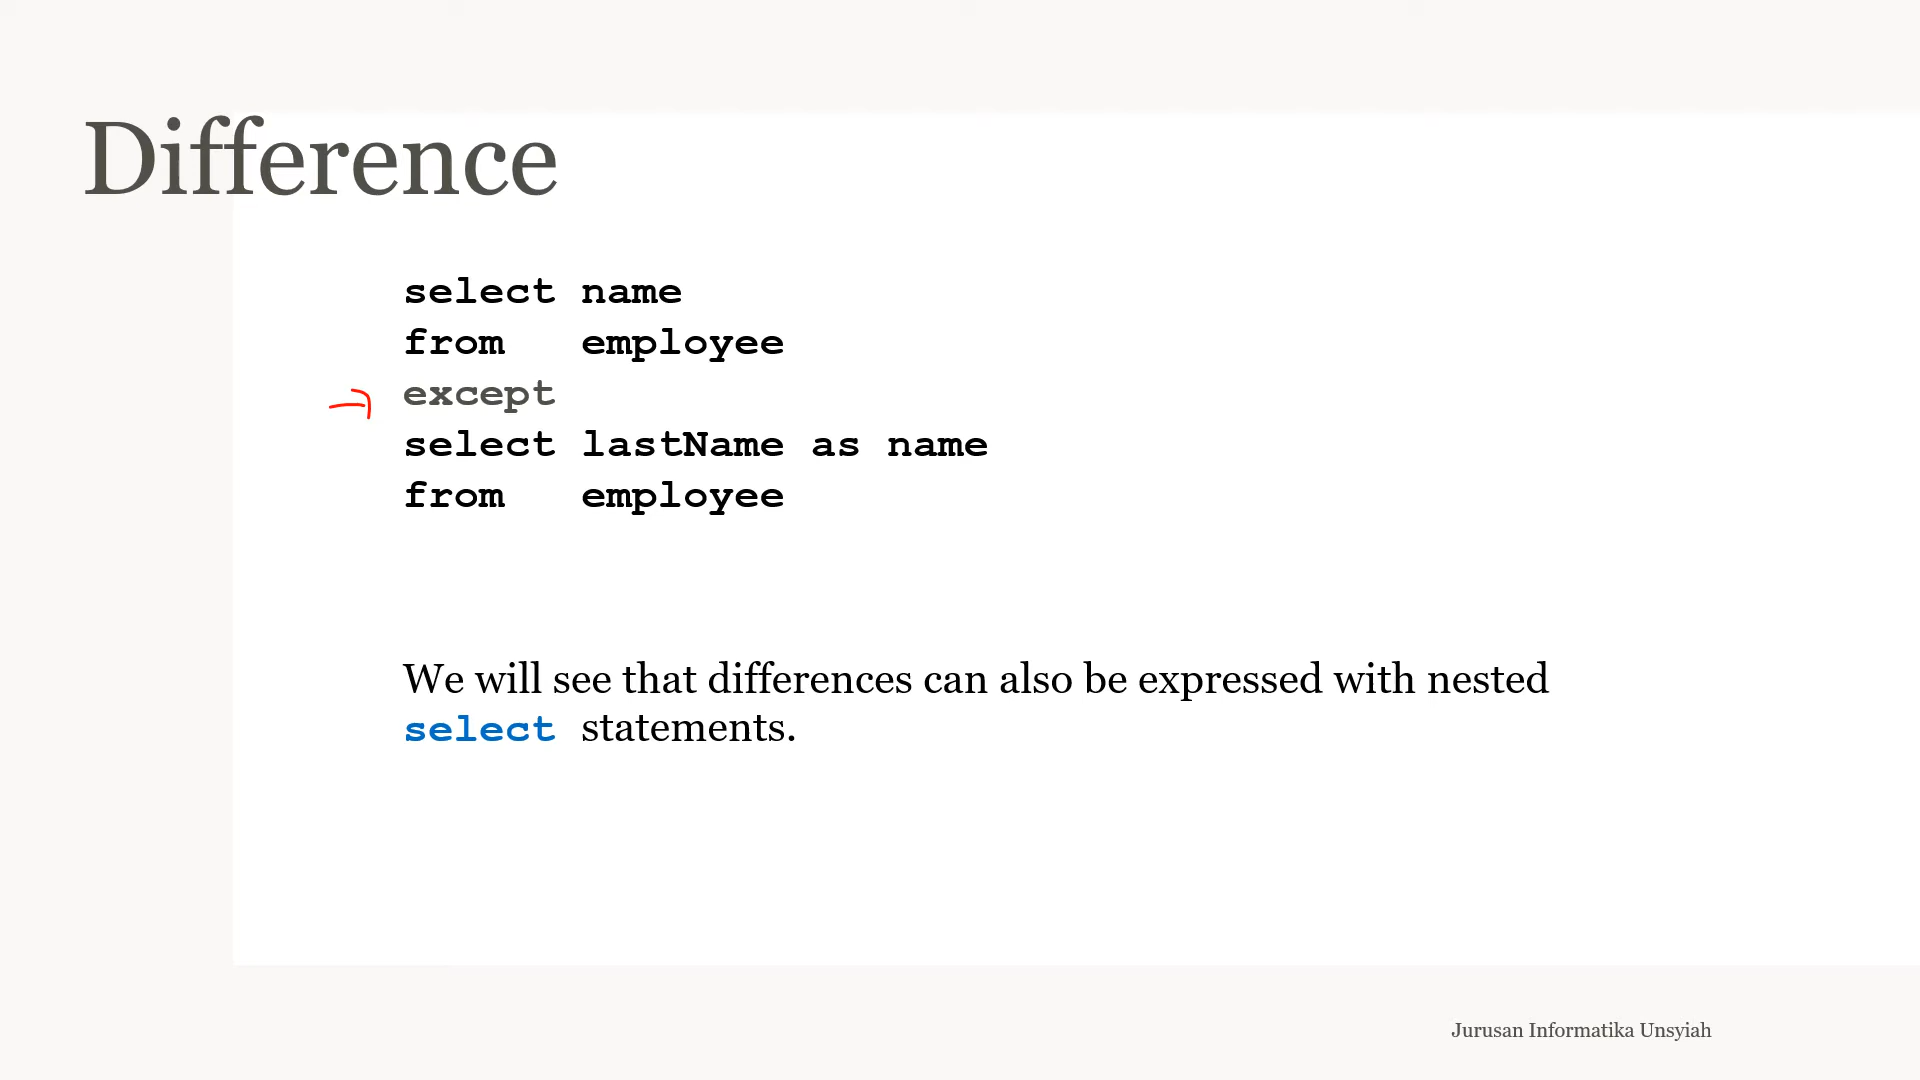 Difference
select name
from   employee
except
select lastName as name
from   employee
We will see that differences can also be expressed with nested
select statements.
Jurusan Informatika Unsyiah